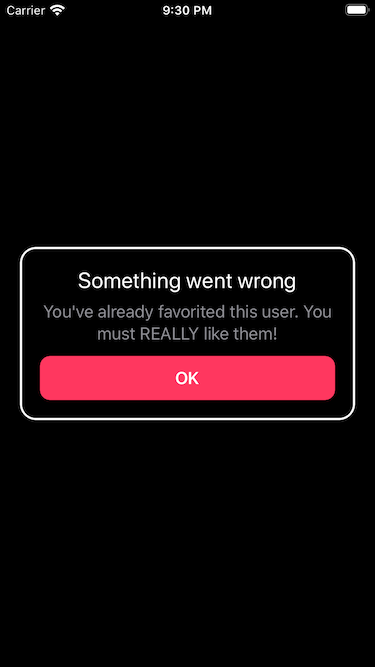 Carrier 9:30 PM
Something went wrong
You've already favorited this user. You
must REALLY like them!
OK